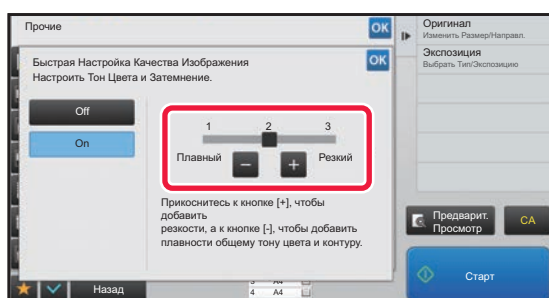 Прочие
OK
Быстрая Настройка Качества Изображения
Настроить Тон Цвета и Затемнение.
OK
Off
On
1 2 3
Плавный
Резкий
Прикоснитесь к кнопке [+], чтобы
добавить
резкости, а к кнопке [-], чтобы добавить
плавности общему тону цвета и контуру.
Назад
4 A4
Оригинал
Изменить Размер/Направл.
Экспозиция
Выбрать Тип/Экспозицию
Предварит.
Просмотр
CA
Старт